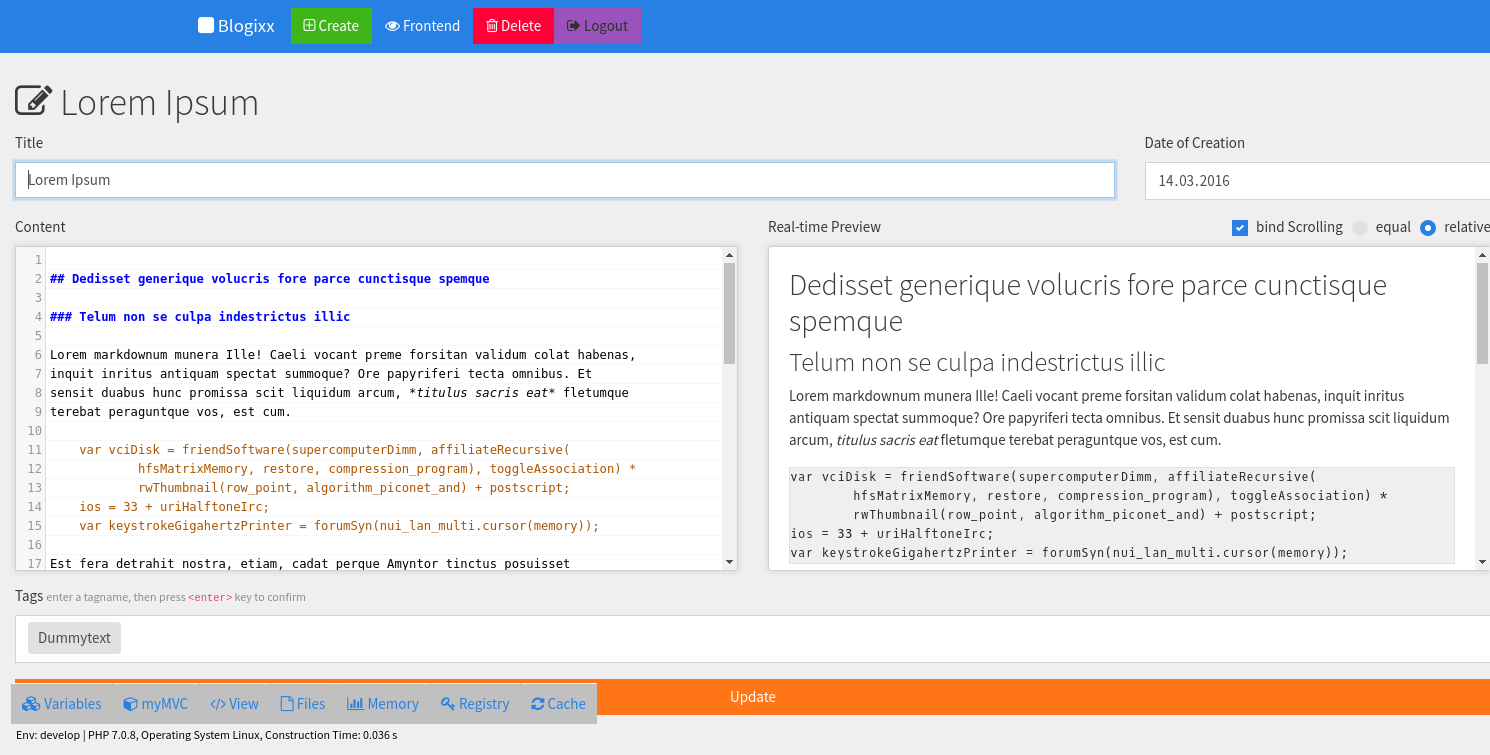 Blogixx Create Frontend Delete Logout
Lorem Ipsum
Title Date of Creation
Lorem Ipsum 14.03.2016
Content Real-time Preview bind Scrolling equal relative
1
2 ## Dedisset generique volucris fore parce cunctisque spemque
3
4 ### Telum non se culpa indestrictus illic
5
6 Lorem markdownum munera Ille! Caeli vocant preme forsitan validum colat habenas,
7 inquit inritus antiquam spectat summoque? Ore papyriferi tecta omnibus. Et
8 sensit duabus hunc promissa scit liquidum arcum, *titulus sacris eat* fletumque
9 terebat peraguntque vos, est cum.
10
11 var vciDisk = friendSoftware(supercomputerDimm, affiliateRecursive(
12 hfsMatrixMemory, restore, compression_program), toggleAssociation) *
13 rwThumbnail(row_point, algorithm_piconet_and) + postscript;
14 ios = 33 + uriHalftoneIrc;
15 var keystrokeGigahertzPrinter = forumSyn(nui_lan_multi.cursor(memory));
16
17 Est fera detrahit nostra, etiam, cadat perque Amyntor tinctus posuisset
Dedisset generique volucris fore parce cunctisque
spemque
Telum non se culpa indestrictus illic
Lorem markdownum munera Ille! Caeli vocant preme forsitan validum colat habenas, inquit inritus
antiquam spectat summoque? Ore papyriferi tecta omnibus. Et sensit duabus hunc promissa scit liquidum
arcum, titulus sacris eat fletumque terebat peraguntque vos, est cum.
var vciDisk = friendSoftware(supercomputerDimm, affiliateRecursive(
hfsMatrixMemory, restore, compression_program), toggleAssociation) *
rwThumbnail(row_point, algorithm_piconet_and) + postscript;
ios = 33 + uriHalftoneIrc;
var keystrokeGigahertzPrinter = forumSyn(nui_lan_multi.cursor(memory));
Tags enter a tagname, then press <enter> key to confirm
Dummytext
Update
Variables myMVC View Files Memory Registry Cache
Env: develop | PHP 7.0.8, Operating System Linux, Construction Time: 0.036 s